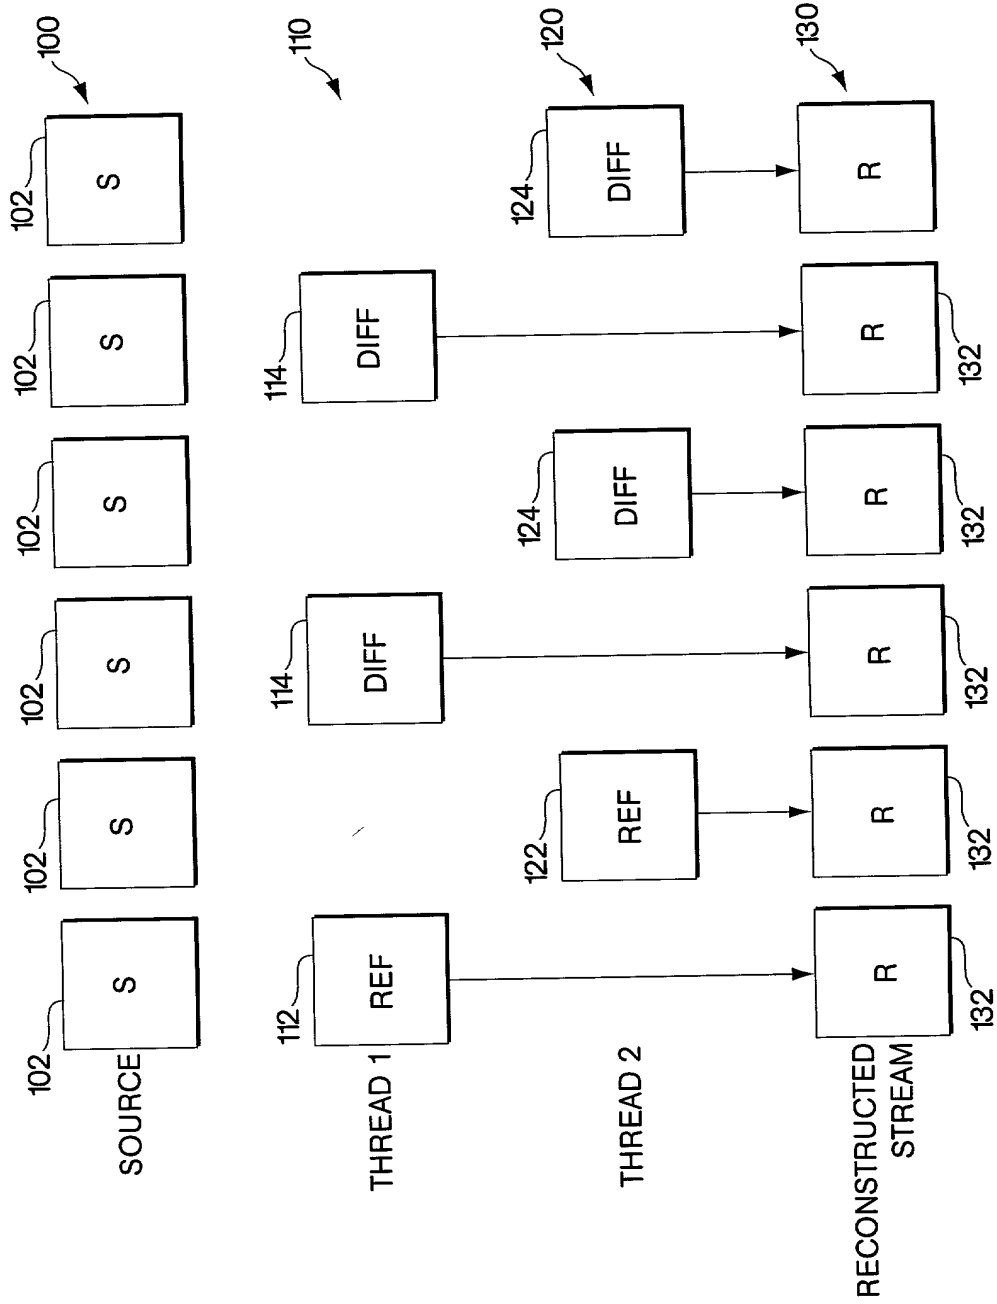 102 102 102 102 102 102 100
SOURCE S S S S S S
112 114 114 110
THREAD 1 REF DIFF DIFF
122 124 124 120
THREAD 2 REF DIFF DIFF
130
RECONSTRUCTED R R R R R R
STREAM
132 132 132 132 132